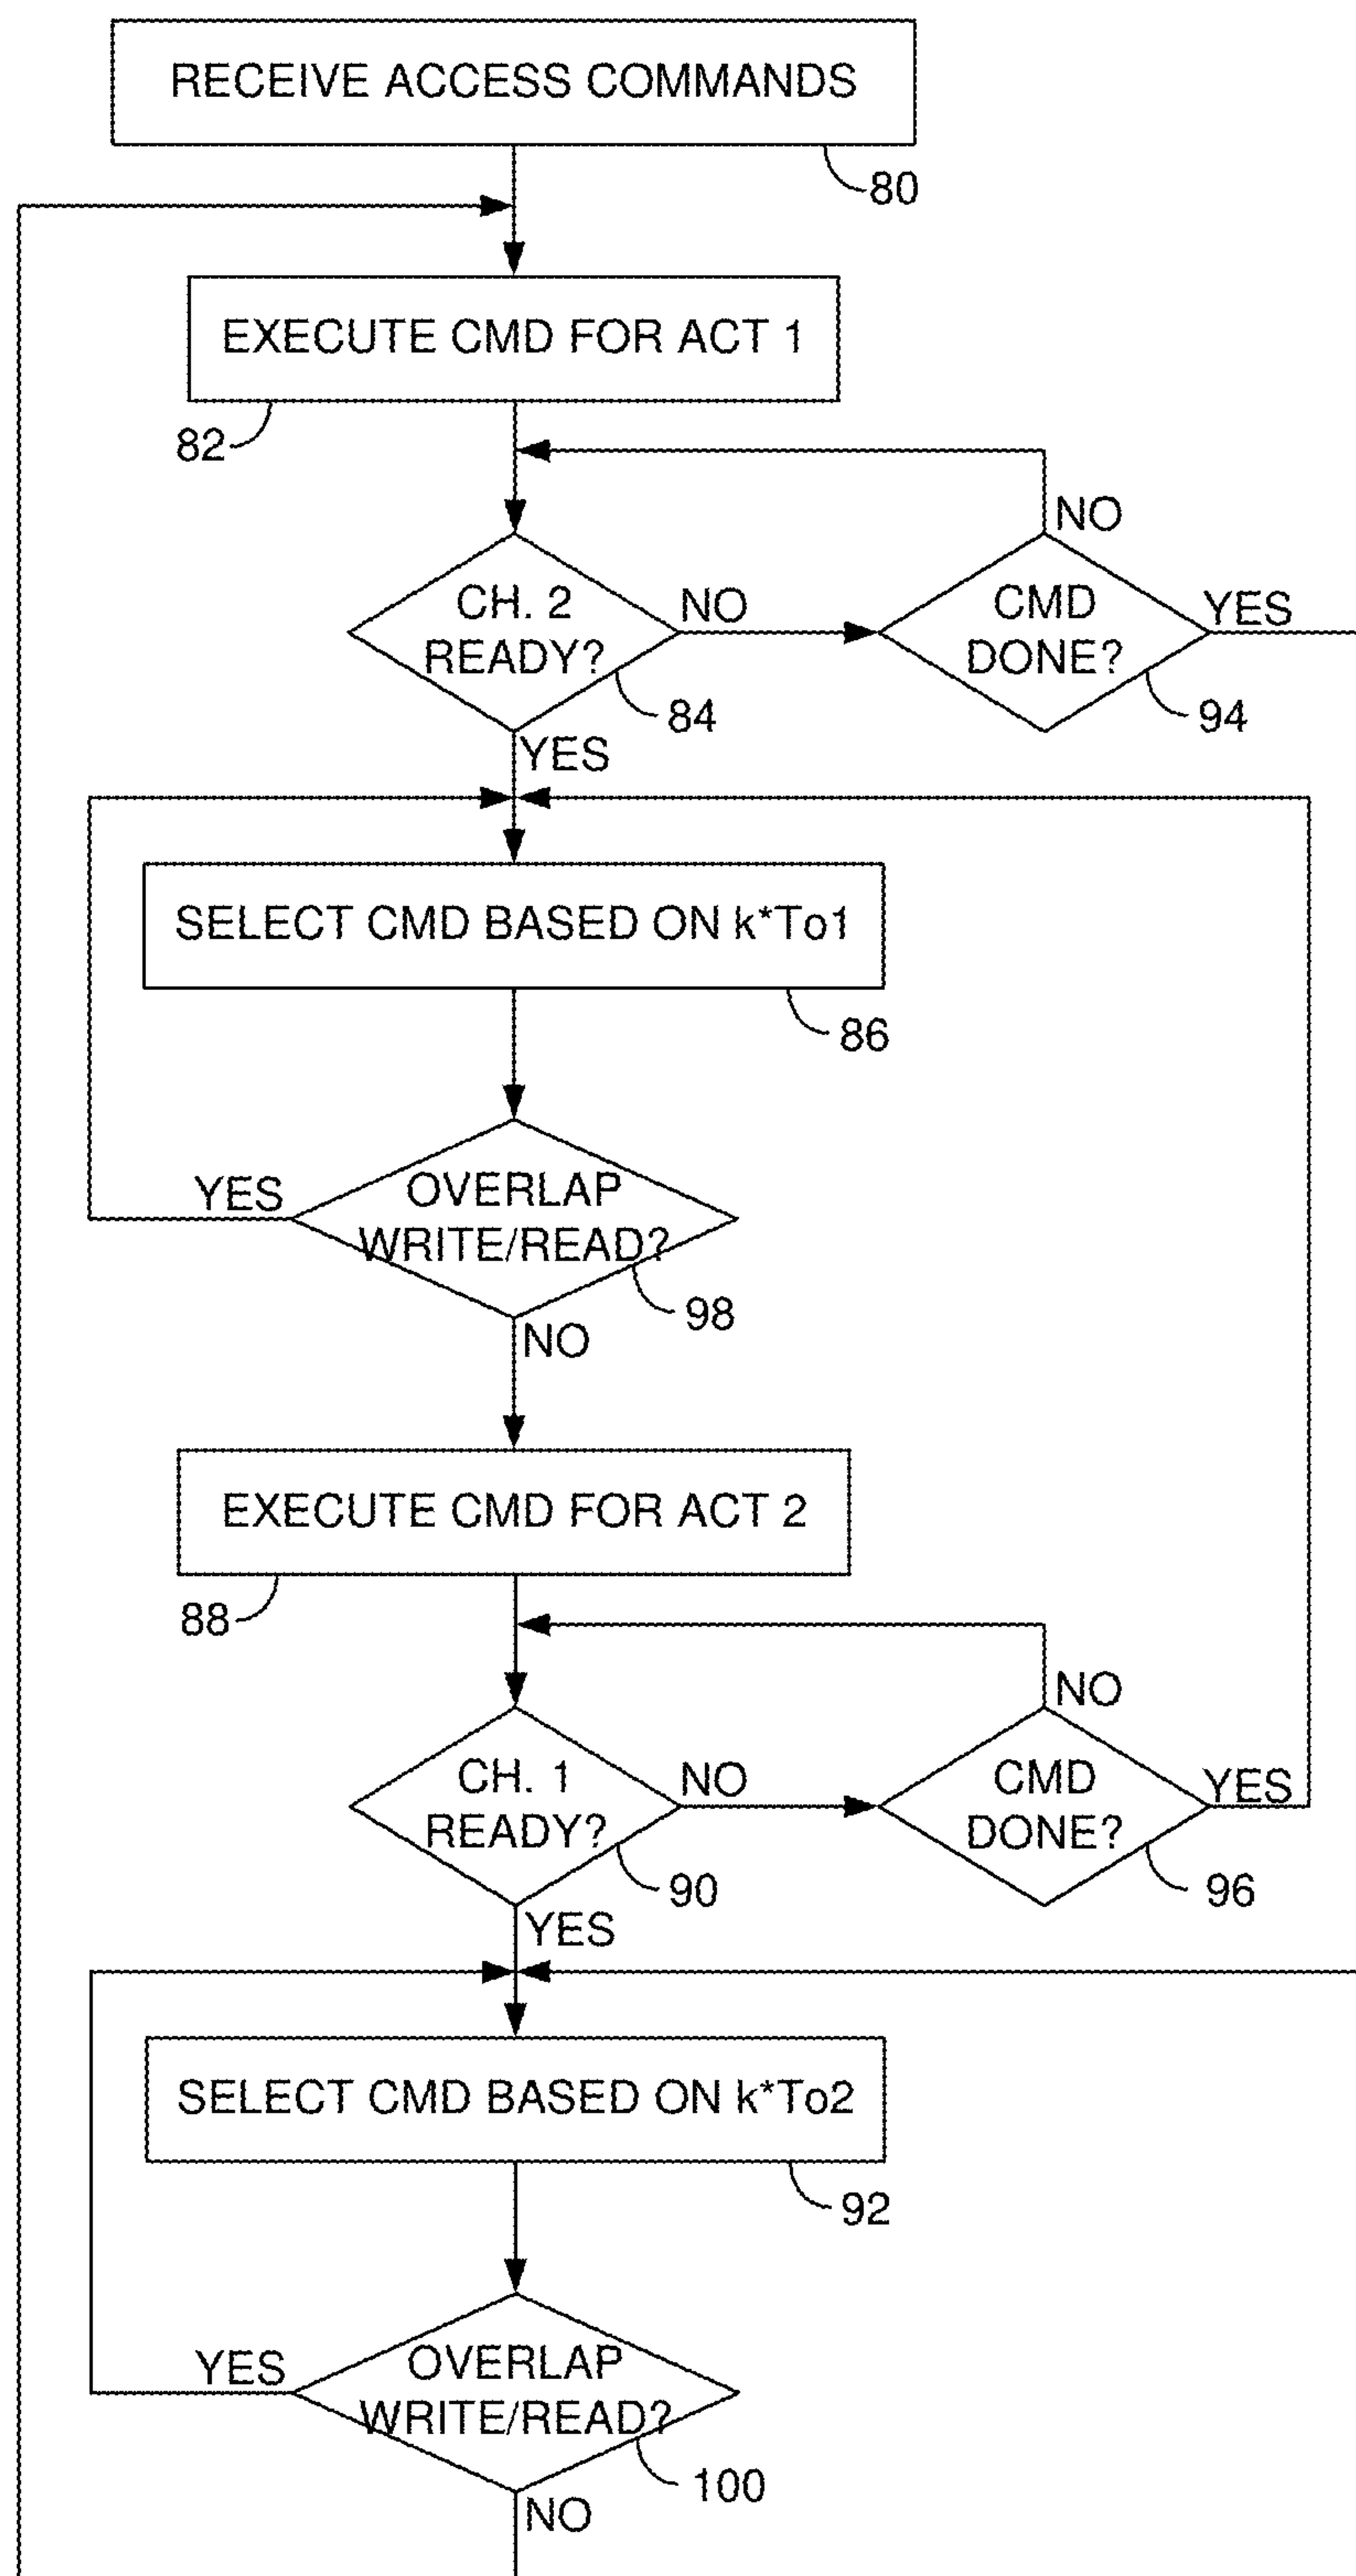 RECEIVE ACCESS COMMANDS
80
EXECUTE CMD FOR ACT 1
82
NO
CH. 2
READY?
NO
CMD
DONE?
YES
84
94
YES
SELECT CMD BASED ON k*To1
86
OVERLAP
WRITE/READ?
YES
98
NO
EXECUTE CMD FOR ACT 2
88
NO
CH. 1
READY?
NO
CMD
DONE?
YES
90
96
YES
SELECT CMD BASED ON k*To2
92
OVERLAP
WRITE/READ?
YES
100
NO